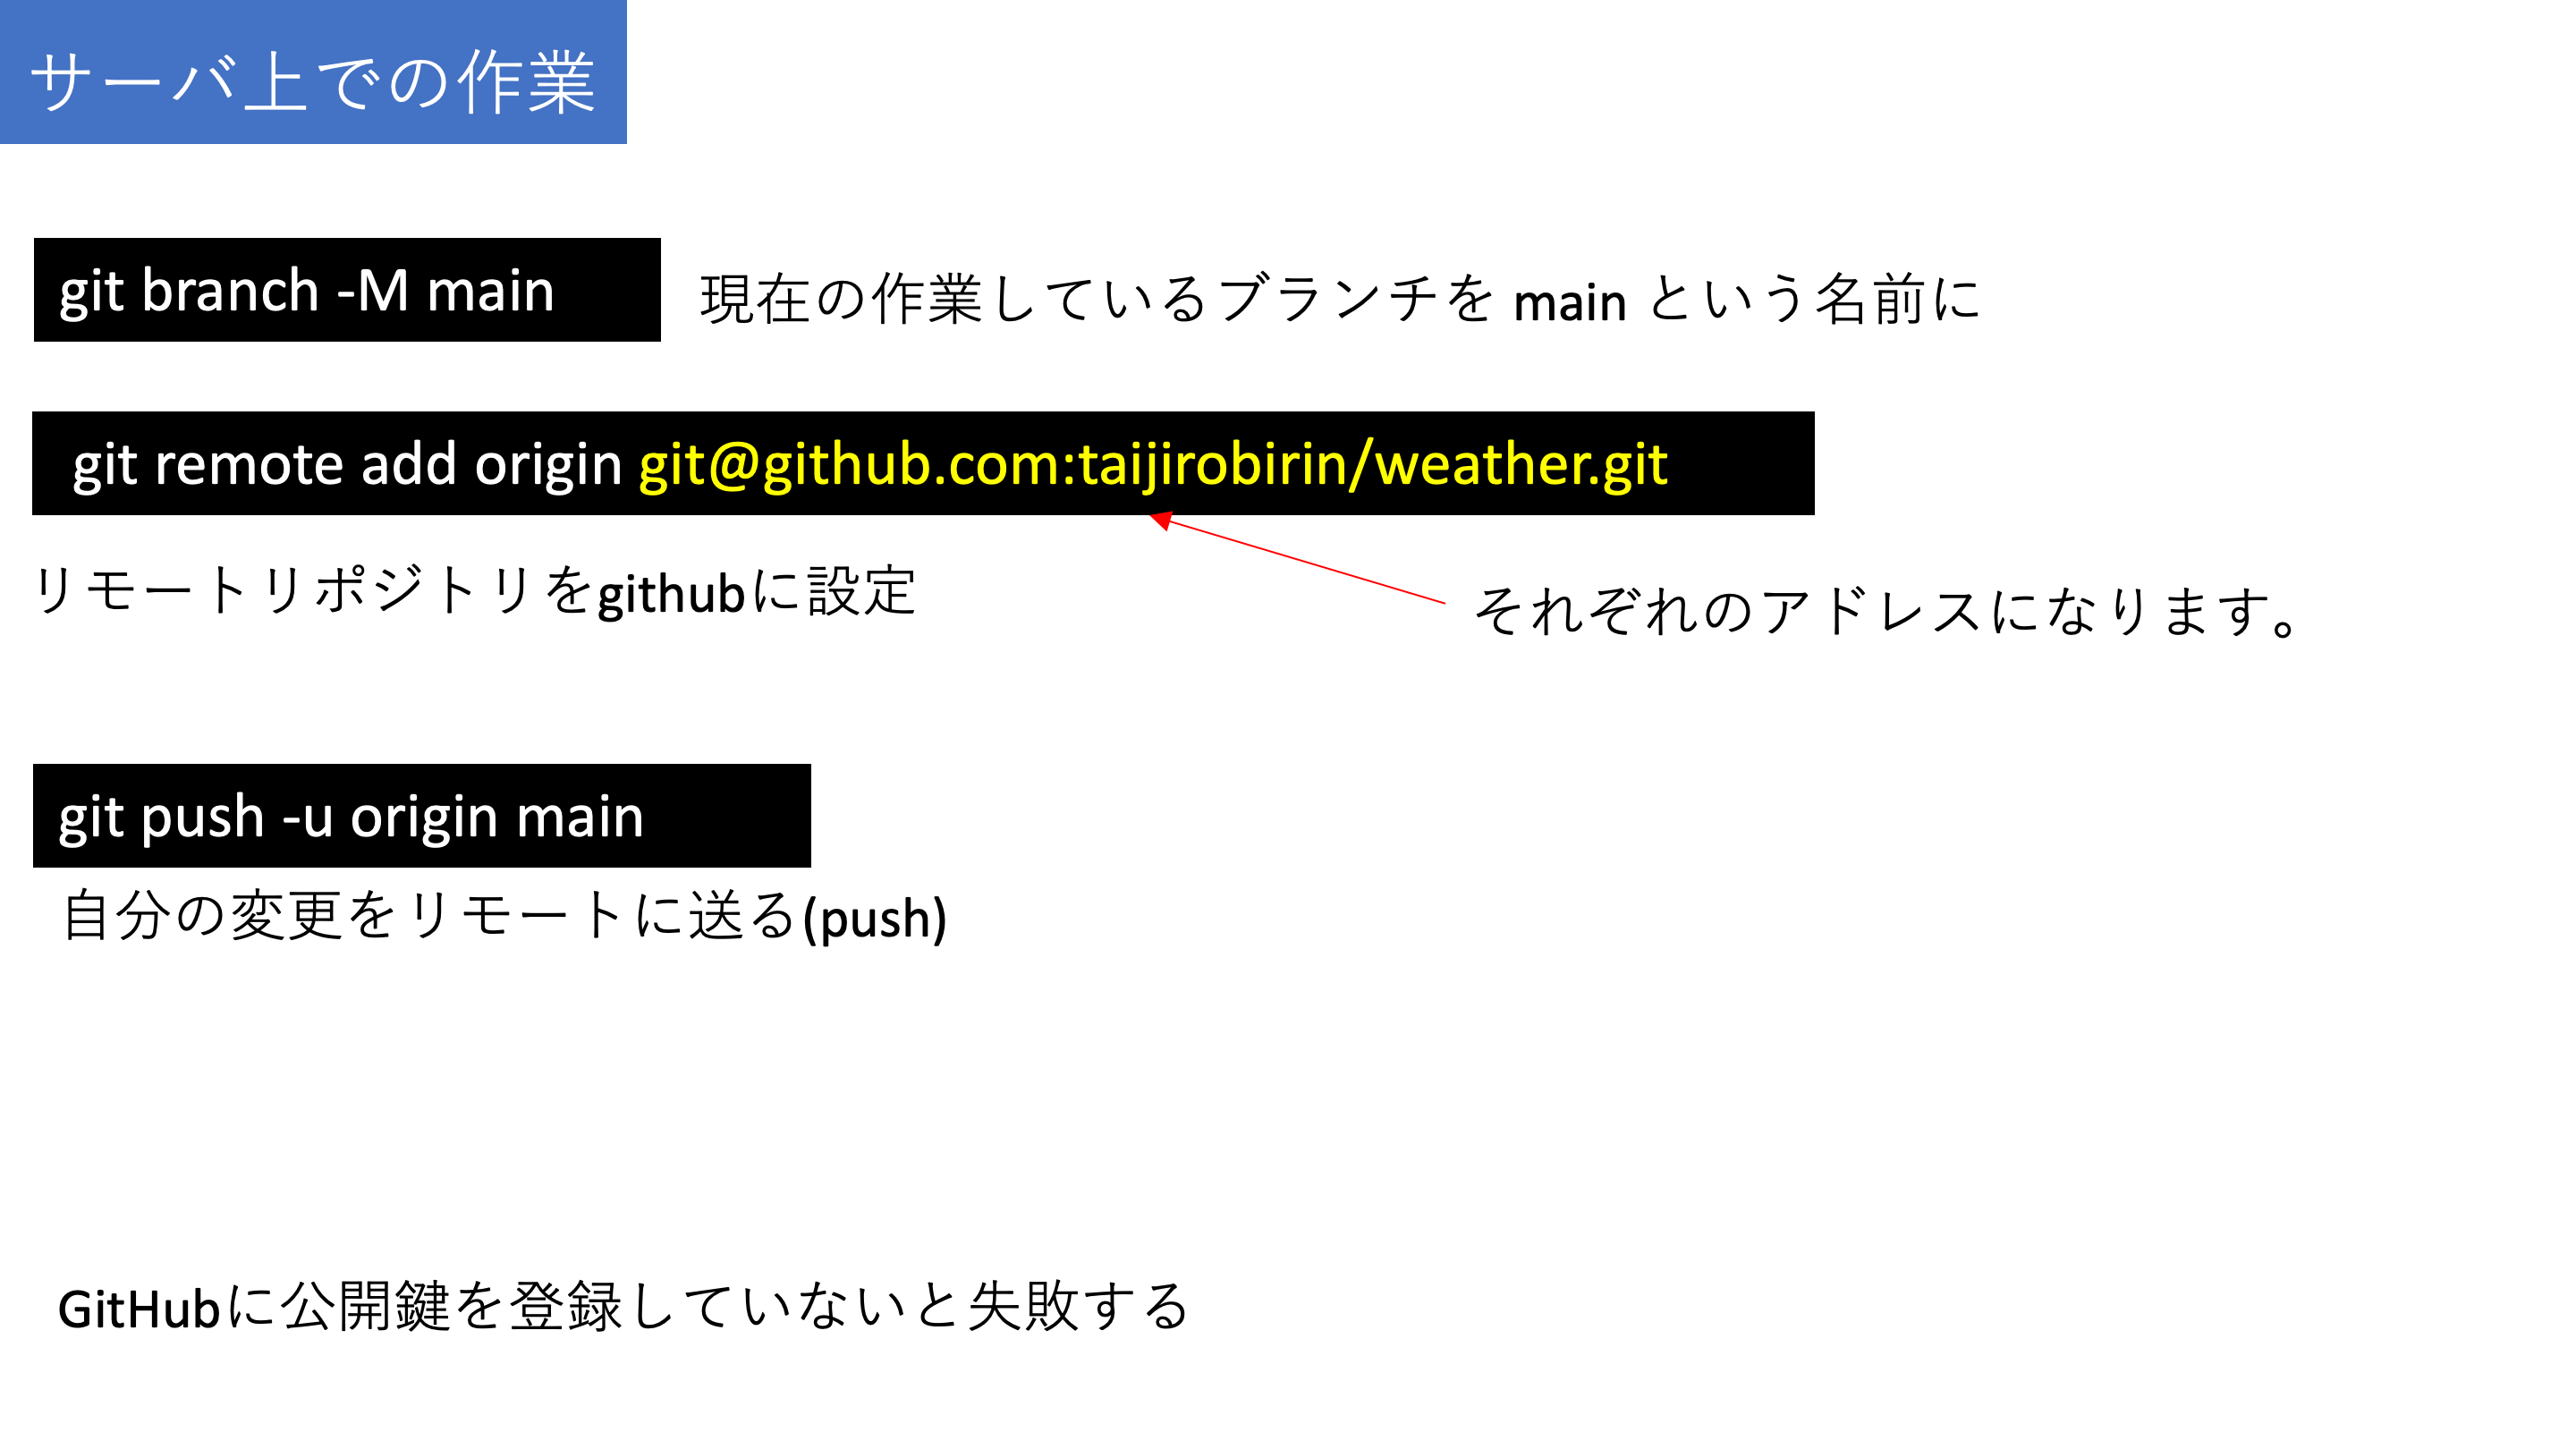 サーバ上での作業
git branch -M main
現在の作業しているブランチを main という名前に
git remote add origin git@github.com:taijirobirin/weather.git
リモートリポジトリをgithubに設定
それぞれのアドレスになります。
git push -u origin main
自分の変更をリモートに送る(push)
GitHubに公開鍵を登録していないと失敗する